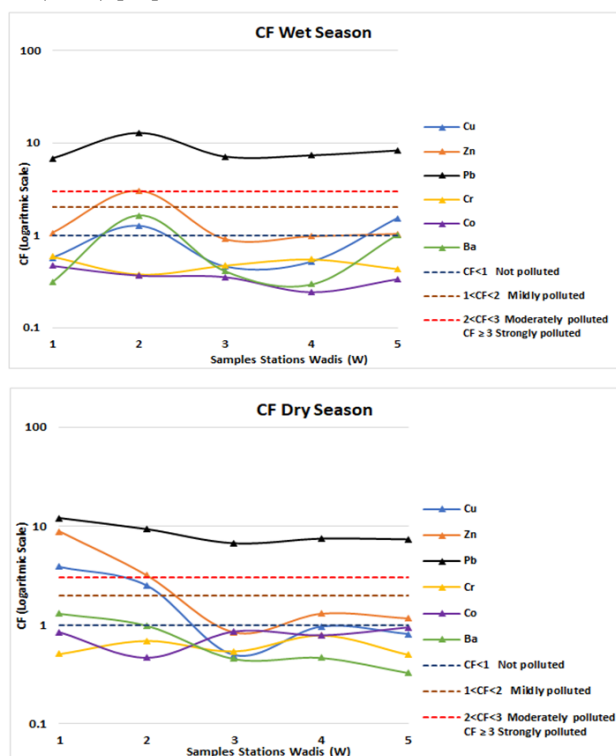 CF Wet Season
CF (Logaritmic Scale)
100
10
1
0.1
1 2 3 4 5
Samples Stations Wadis (W)
Cu
Zn
Pb
Cr
Co
Ba
CF<1 Not polluted
1<CF<2 Mildly polluted
2<CF<3 Moderately polluted
CF ≥ 3 Strongly polluted
CF Dry Season
CF (Logaritmic Scale)
100
10
1
0.1
1 2 3 4 5
Samples Stations Wadis (W)
Cu
Zn
Pb
Cr
Co
Ba
CF<1 Not polluted
1<CF<2 Mildly polluted
2<CF<3 Moderately polluted
CF ≥ 3 Strongly polluted